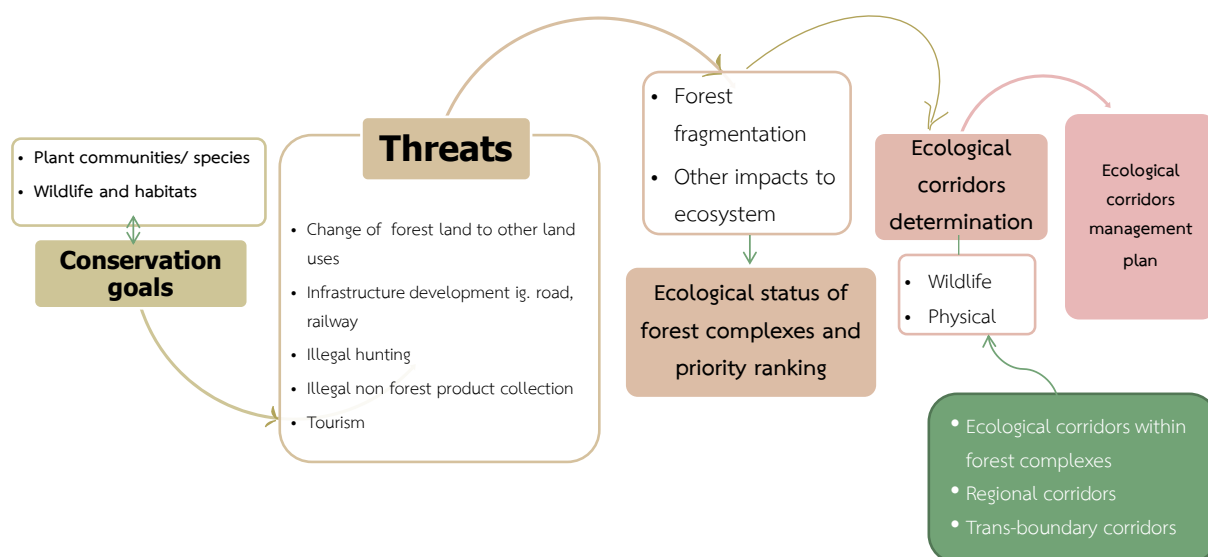 • Plant communities/ species
• Wildlife and habitats
Conservation
goals
Threats
• Change of forest land to other land
uses
• Infrastructure development ig. road,
railway
• Illegal hunting
• Illegal non forest product collection
• Tourism
• Forest
fragmentation
• Other impacts to
ecosystem
Ecological status of
forest complexes and
priority ranking
Ecological
corridors
determination
• Wildlife
• Physical
Ecological
corridors
management
plan
• Ecological corridors within
forest complexes
• Regional corridors
• Trans-boundary corridors